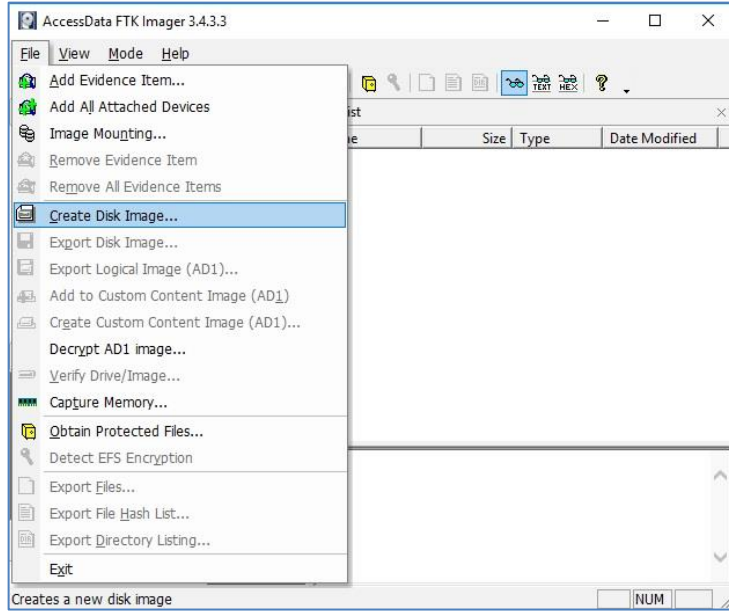 AccessData FTK Imager 3.4.3.3
File View Mode Help
Add Evidence Item...
Add All Attached Devices
Image Mounting...
Remove Evidence Item
Remove All Evidence Items
Create Disk Image...
Export Disk Image...
Export Logical Image (AD1)...
Add to Custom Content Image (AD1)
Create Custom Content Image (AD1)...
Decrypt AD1 image...
Verify Drive/Image...
Capture Memory...
Obtain Protected Files...
Detect EFS Encryption
Export Files...
Export File Hash List...
Export Directory Listing...
Exit
TEXT HEX
ist
e Size Type Date Modified
Creates a new disk image NUM